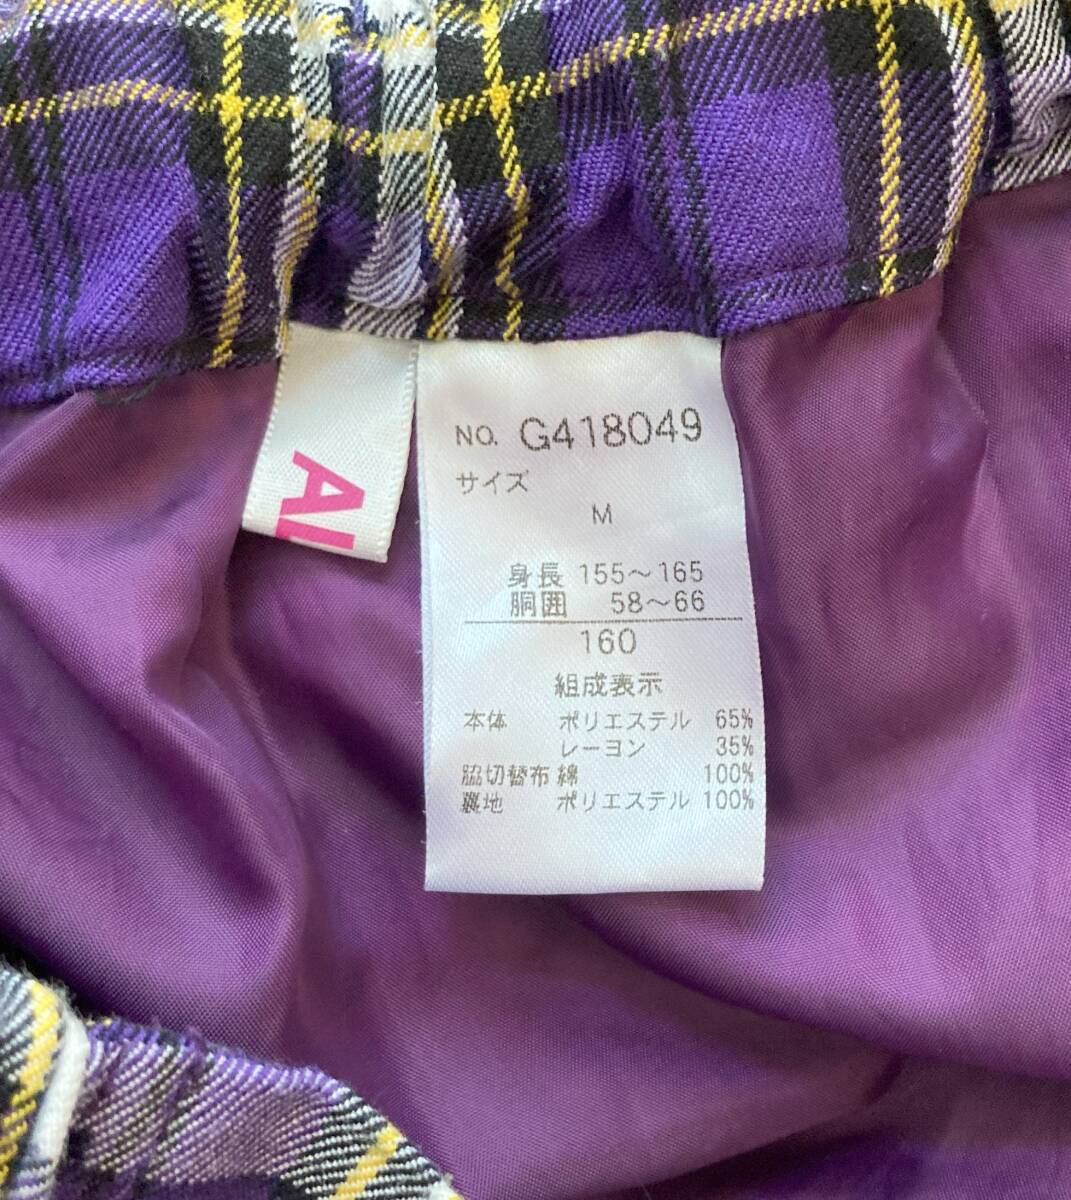 NO. G418049
サイズ
M
身長 155～165
胴囲 58～66
160
組成表示
本体 ポリエステル 65%
レーヨン 35%
脇切替布 綿 100%
裏地 ポリエステル 100%